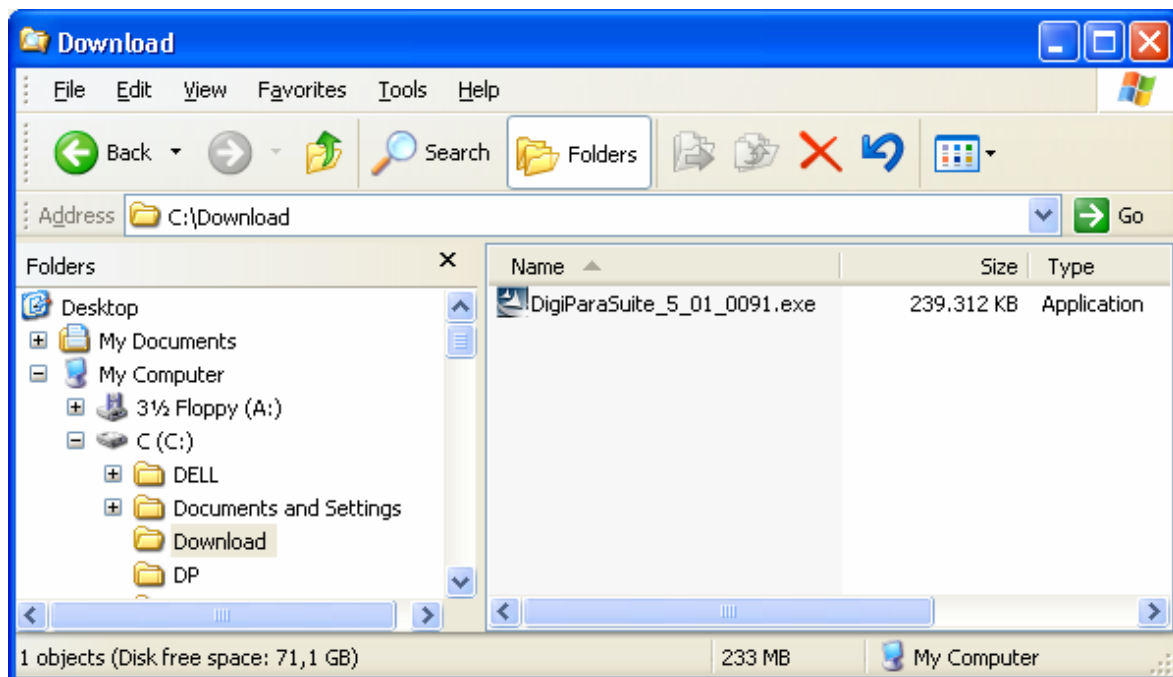 Download
File Edit View Favorites Tools Help
Back Search Folders
Address C:\Download Go
Folders
Name Size Type
Desktop
DigiParaSuite_5_01_0091.exe 239.312 KB Application
My Documents
My Computer
3½ Floppy (A:)
C (C:)
DELL
Documents and Settings
Download
DP
1 objects (Disk free space: 71,1 GB) 233 MB My Computer